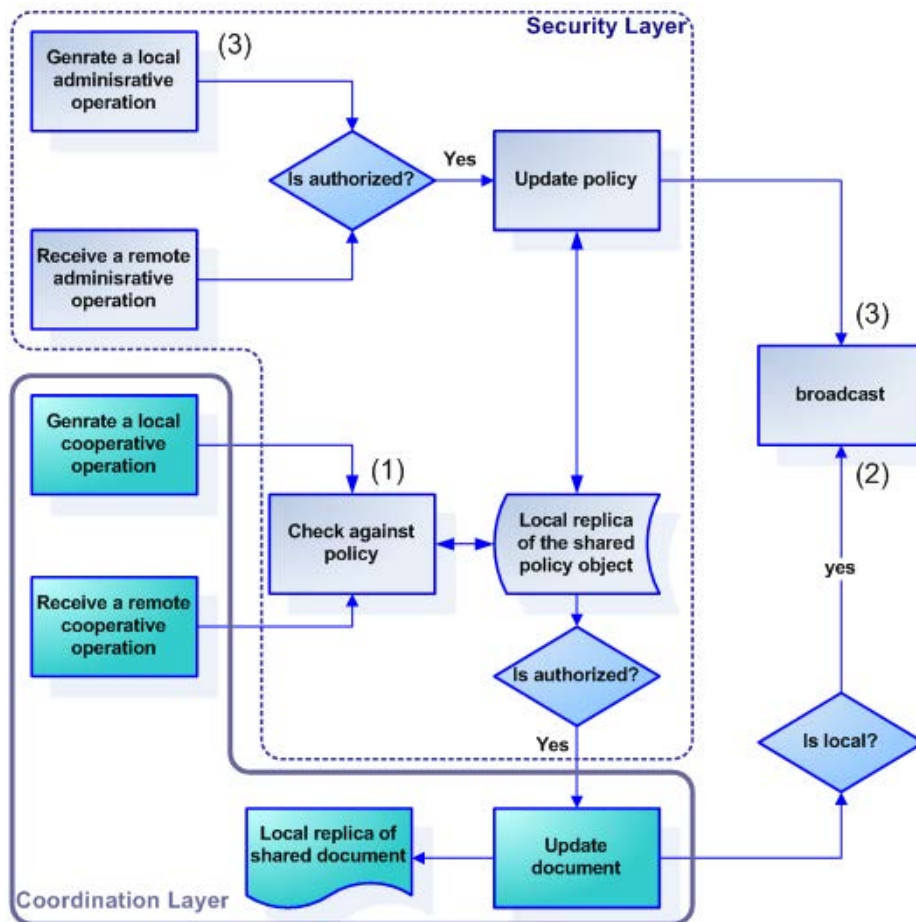 Security Layer
Genrate a local
adminisrative
operation
(3)
Is authorized?
Yes
Update policy
Receive a remote
adminisrative
operation
(3)
broadcast
(2)
Genrate a local
cooperative
operation
(1)
Check against
policy
Local replica
of the shared
policy object
yes
Receive a remote
cooperative
operation
Is authorized?
Yes
Is local?
Local replica of
shared document
Update
document
Coordination Layer